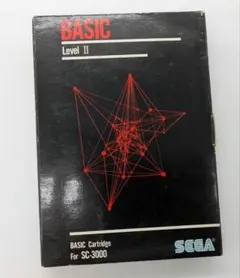 BASIC
Level II
BASIC Cartridge
For SC-3000
SEGA